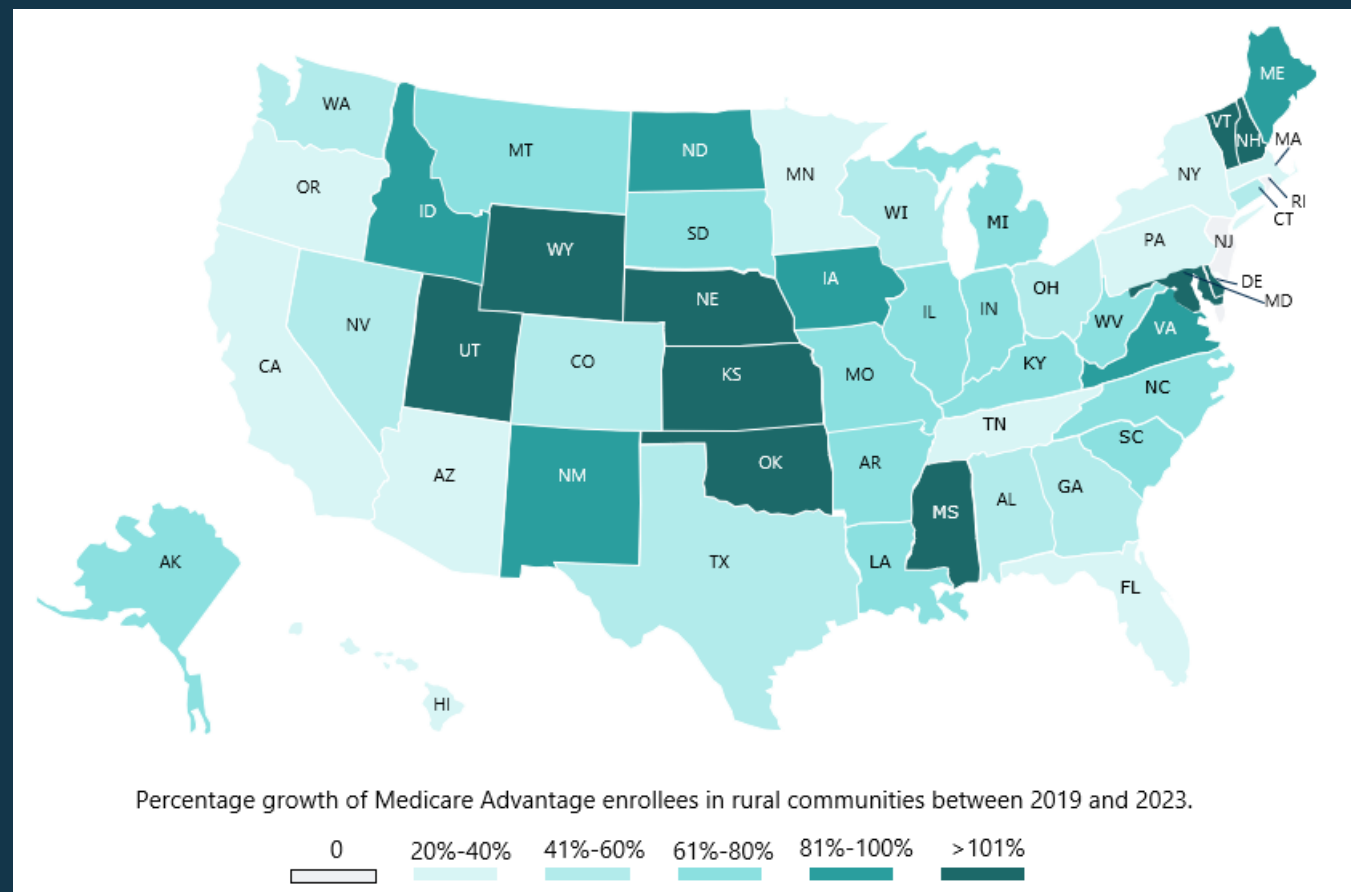 ME
WA
VT
NH
MA
MT
ND
MN
OR
NY
ID
RI
WI
CT
SD
MI
PA
NJ
WY
IA
DE
OH
NE
MD
IL
IN
WV
VA
NV
UT
CO
KY
CA
KS
MO
NC
TN
SC
OK
AR
AZ
NM
GA
AL
MS
AK
TX
LA
FL
HI
Percentage growth of Medicare Advantage enrollees in rural communities between 2019 and 2023.
0 20%-40% 41%-60% 61%-80% 81%-100% >101%